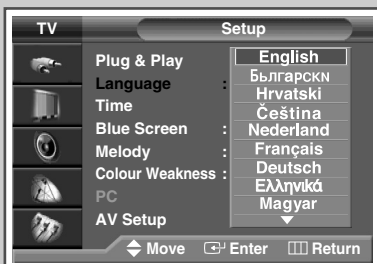 TV Setup
Plug & Play
Language :
Time
Blue Screen :
Melody :
Colour Weakness :
PC
AV Setup
English
Бьлгарскн
Hrvatski
Čeština
Nederland
Français
Deutsch
Ελληνικά
Magyar
Move Enter Return